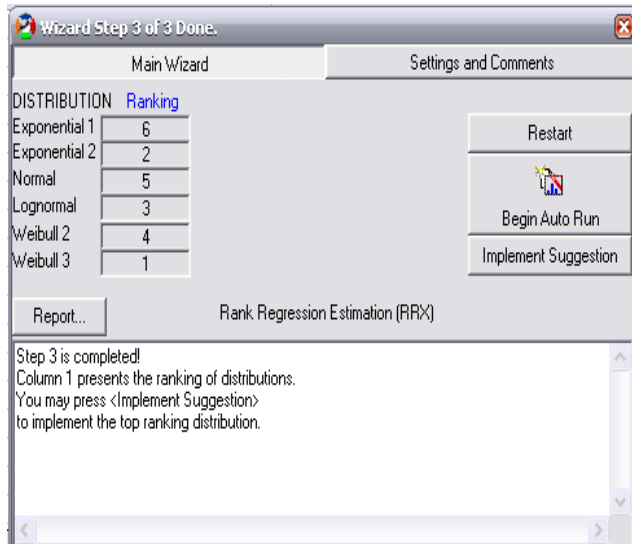 Wizard Step 3 of 3 Done.
Main Wizard Settings and Comments
DISTRIBUTION Ranking
Exponential 1 6
Exponential 2 2
Normal 5
Lognormal 3
Weibull 2 4
Weibull 3 1
Restart
Begin Auto Run
Implement Suggestion
Report... Rank Regression Estimation (RRX)
Step 3 is completed!
Column 1 presents the ranking of distributions.
You may press <Implement Suggestion>
to implement the top ranking distribution.